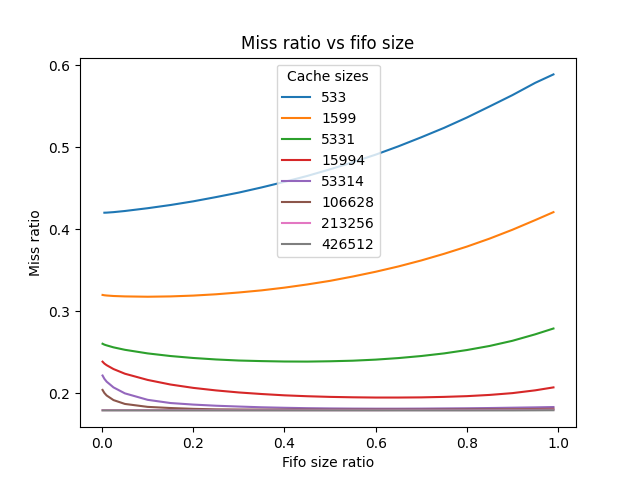 Miss ratio vs fifo size
Cache sizes
533
1599
5331
15994
53314
106628
213256
426512
0.6
0.5
0.4
0.3
0.2
Miss ratio
0.0 0.2 0.4 0.6 0.8 1.0
Fifo size ratio